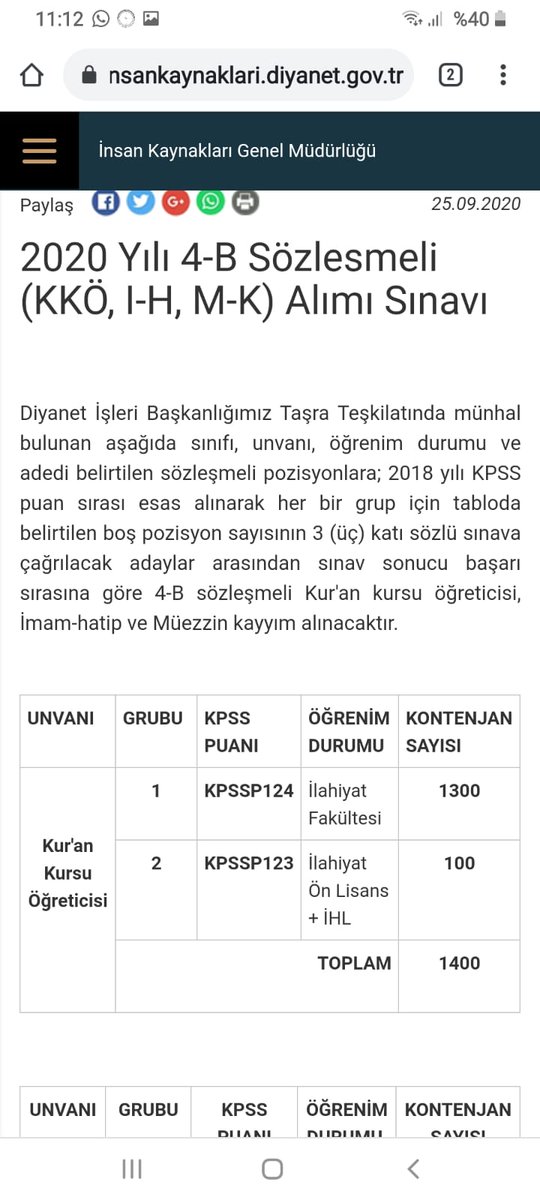 11:12 %40
nsankaynaklari.diyanet.gov.tr 2
İnsan Kaynakları Genel Müdürlüğü
Paylaş G+ 25.09.2020
2020 Yılı 4-B Sözlesmeli
(KKÖ, I-H, M-K) Alımı Sınavı
Diyanet İşleri Başkanlığımız Taşra Teşkilatında münhal
bulunan aşağıda sınıfı, unvanı, öğrenim durumu ve
adedi belirtilen sözleşmeli pozisyonlara; 2018 yılı KPSS
puan sırası esas alınarak her bir grup için tabloda
belirtilen boş pozisyon sayısının 3 (üç) katı sözlü sınava
çağrılacak adaylar arasından sınav sonucu başarı
sırasına göre 4-B sözleşmeli Kur'an kursu öğreticisi,
İmam-hatip ve Müezzin kayyım alınacaktır.
UNVANI GRUBU KPSS PUANI ÖĞRENİM DURUMU KONTENJAN SAYISI
Kur'an Kursu Öğreticisi
1 KPSSP124 İlahiyat Fakültesi 1300
2 KPSSP123 İlahiyat Ön Lisans + İHL 100
TOPLAM 1400
UNVANI GRUBU KPSS PUANI ÖĞRENİM DURUMU KONTENJAN SAYISI